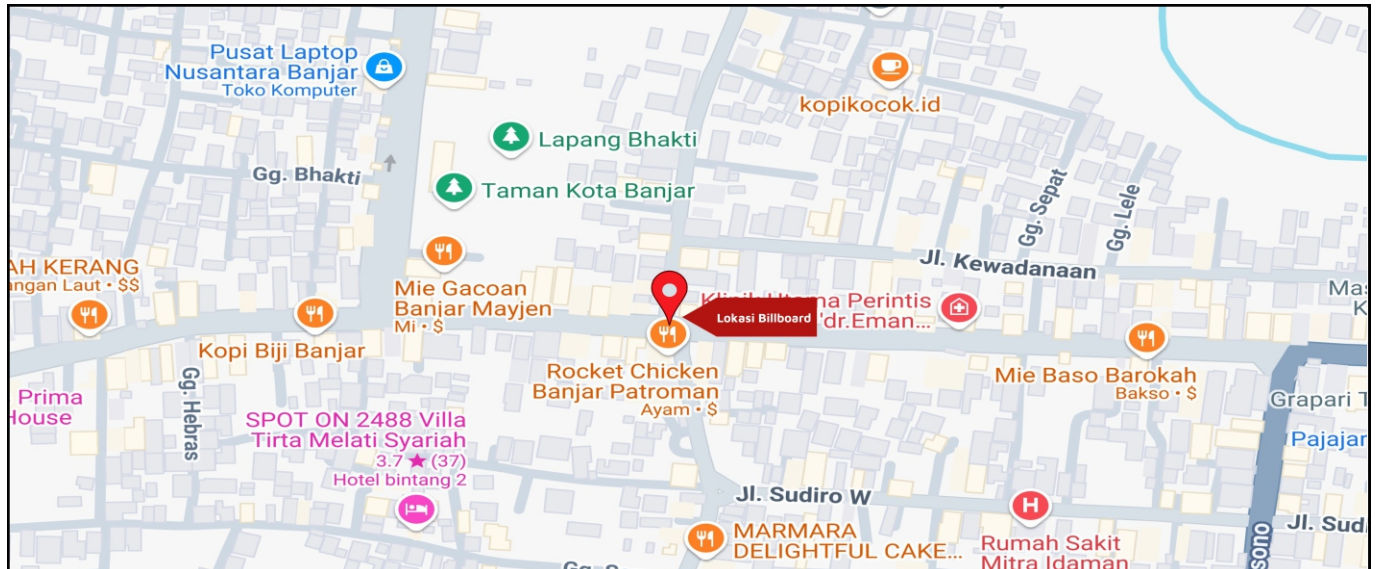 Pusat Laptop
Nusantara Banjar
Toko Komputer
kopikocok.id
Lapang Bhakti
Gg. Bhakti
Taman Kota Banjar
Gg. Sepat
Gg. Lele
Jl. Kewadanaan
AH KERANG
angan Laut • $$
Mie Gacoan
Banjar Mayjen
Mi • $
Lokasi Billboard
Perintis
'dr.Eman...
Kopi Biji Banjar
Rocket Chicken
Banjar Patroman
Ayam • $
Mie Baso Barokah
Bakso • $
Prima
House
Gg. Hebras
SPOT ON 2488 Villa
Tirta Melati Syariah
3.7 ★ (37)
Hotel bintang 2
Grapari T
Pajajar
Jl. Sudiro W
MARMARA
DELIGHTFUL CAKE...
Rumah Sakit
Mitra Idaman
Jl. Sud
sono